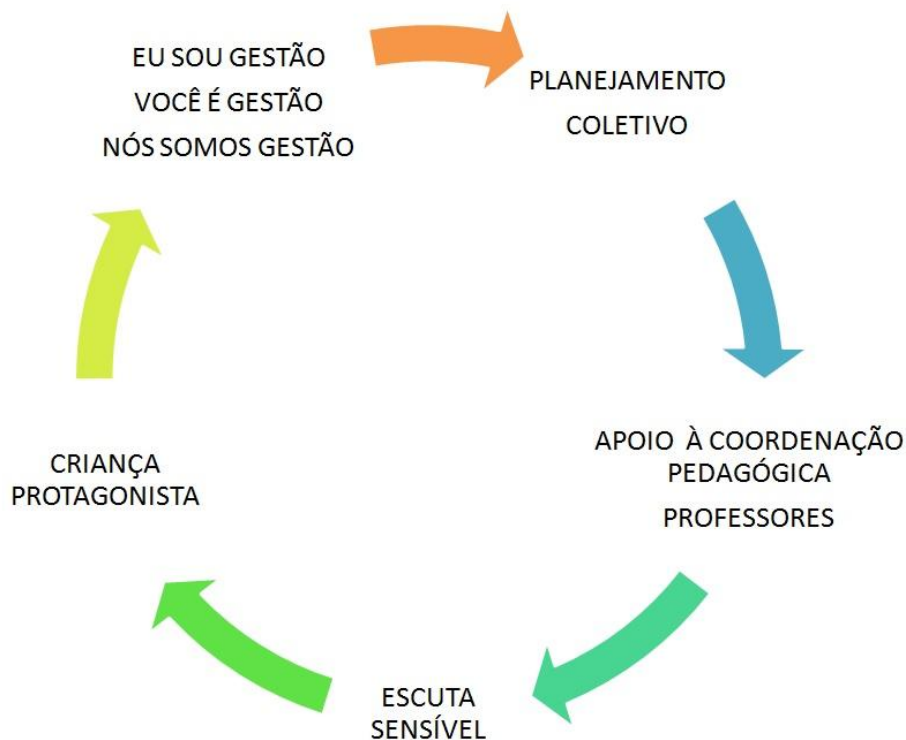 EU SOU GESTÃO
VOCÊ É GESTÃO
NÓS SOMOS GESTÃO
PLANEJAMENTO
COLETIVO
APOIO À COORDENAÇÃO
PEDAGÓGICA
PROFESSORES
ESCUTA
SENSÍVEL
CRIANÇA
PROTAGONISTA